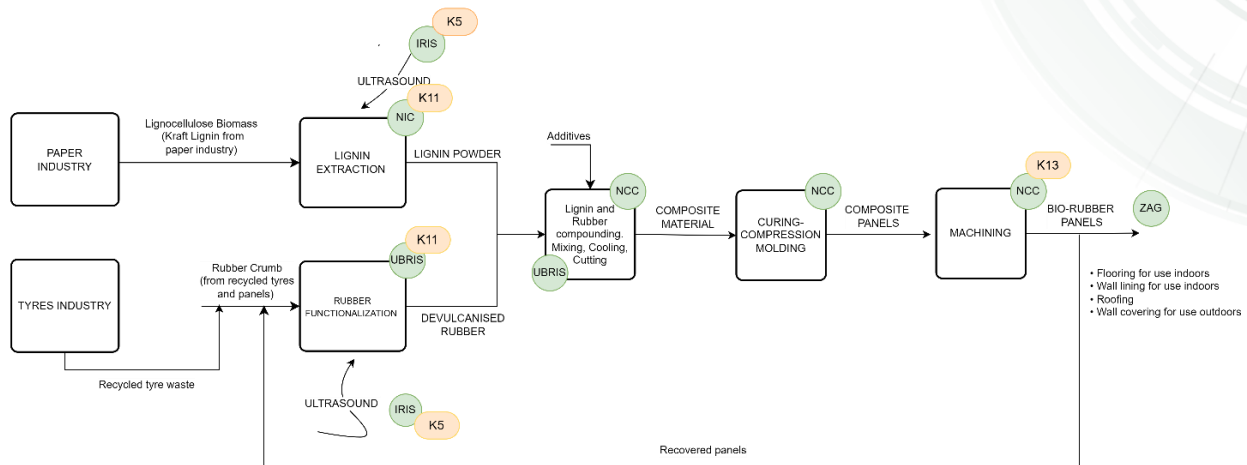 K5
IRIS
ULTRASOUND
K11
NIC
PAPER
INDUSTRY
Lignocellulose Biomass
(Kraft Lignin from
paper industry)
LIGNIN
EXTRACTION
LIGNIN POWDER
Additives
NCC
Lignin and
Rubber
compounding.
Mixing, Cooling,
Cutting
UBRIS
COMPOSITE
MATERIAL
NCC
CURING-
COMPRESSION
MOLDING
COMPOSITE
PANELS
K13
NCC
MACHINING
BIO-RUBBER
PANELS
ZAG
• Flooring for use indoors
• Wall lining for use indoors
• Roofing
• Wall covering for use outdoors
TYRES INDUSTRY
Recycled tyre waste
Rubber Crumb
(from recycled tyres
and panels)
K11
UBRIS
RUBBER
FUNCTIONALIZATION
DEVULCANISED
RUBBER
ULTRASOUND
IRIS
K5
Recovered panels